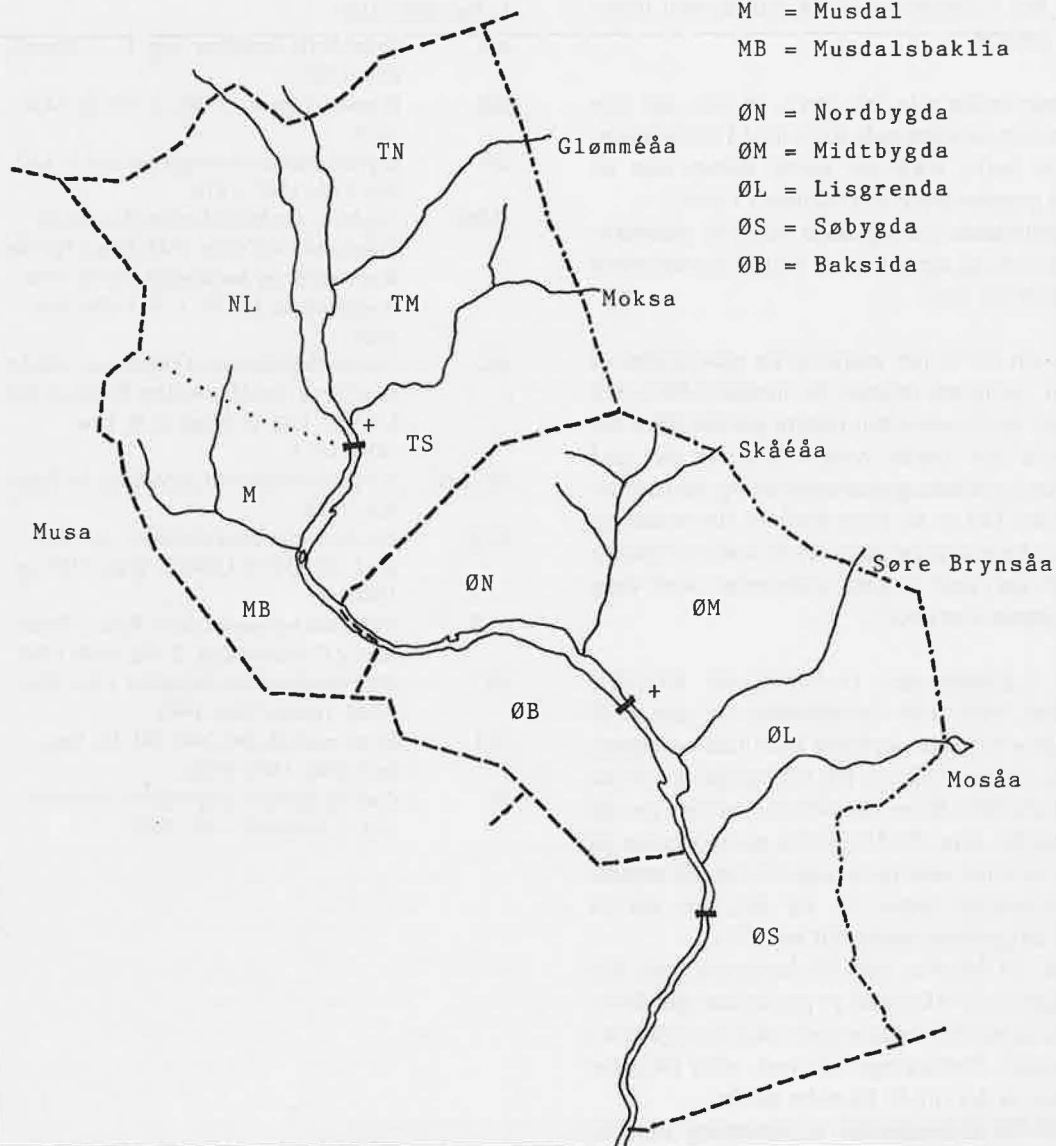 M = Musdal
MB = Musdalsbaklia
ØN = Nordbygda
ØM = Midtbygda
ØL = Lisgrenda
ØS = Søbygda
ØB = Baksida
TN
Glømméåa
NL
TM
Moksa
+
TS
Skåéåa
M
Musa
Søre Brynsåa
ØN
MB
ØM
+
ØB
ØL
Mosåa
ØS